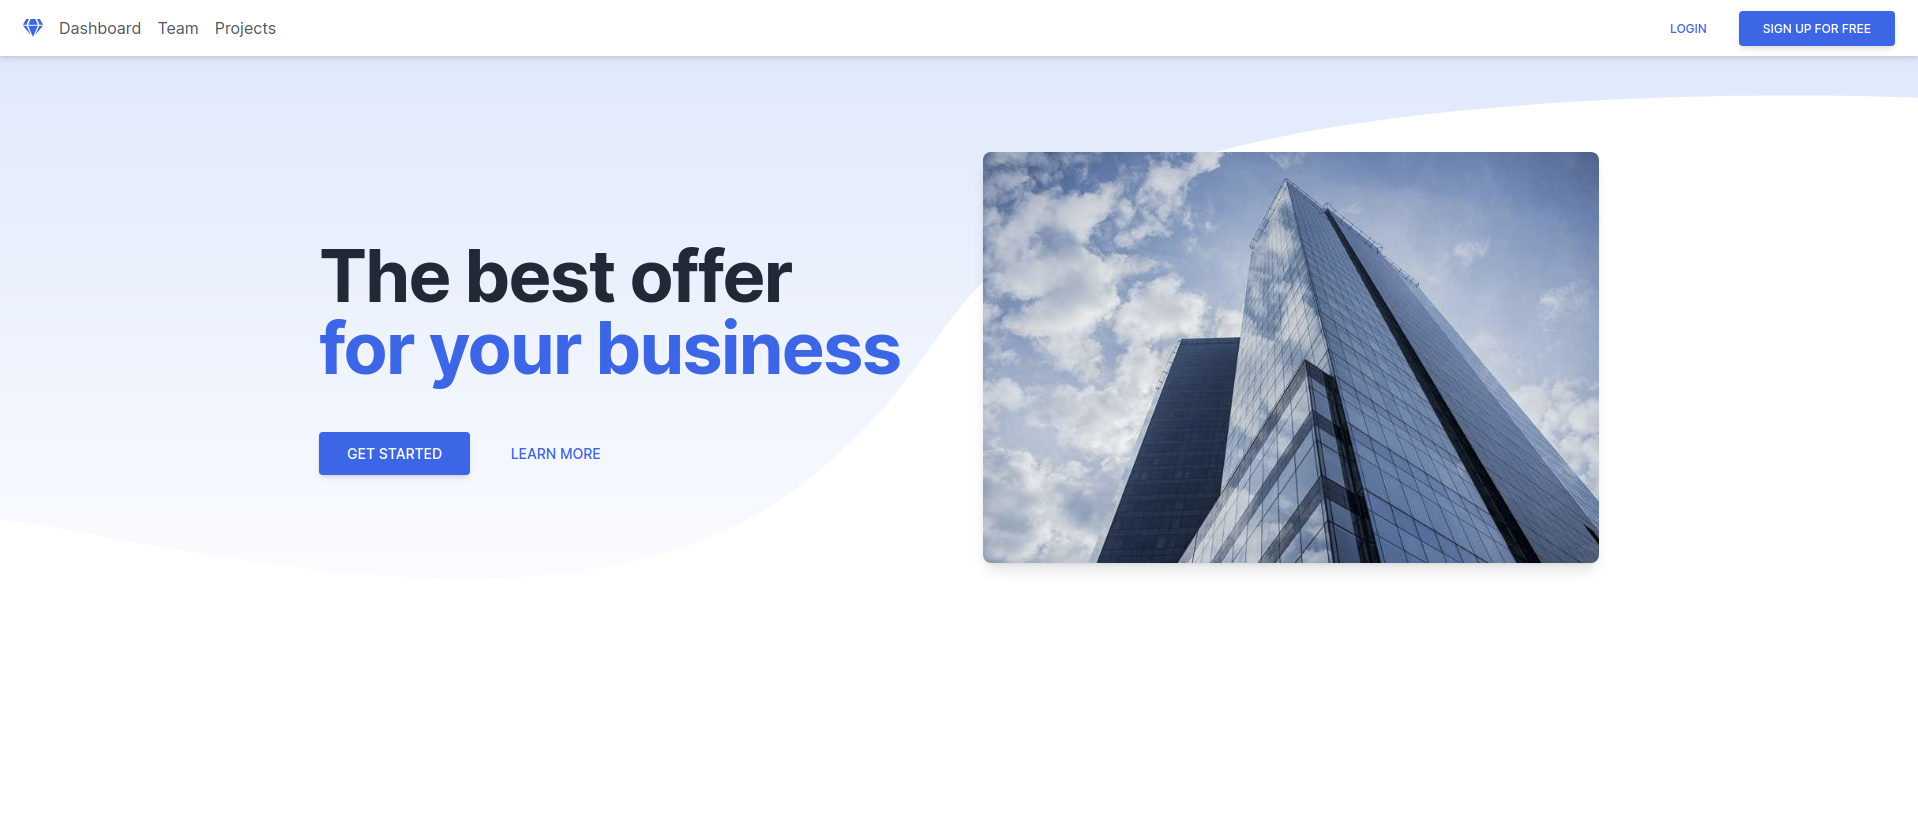 Dashboard Team Projects LOGIN SIGN UP FOR FREE
The best offer
for your business
GET STARTED LEARN MORE